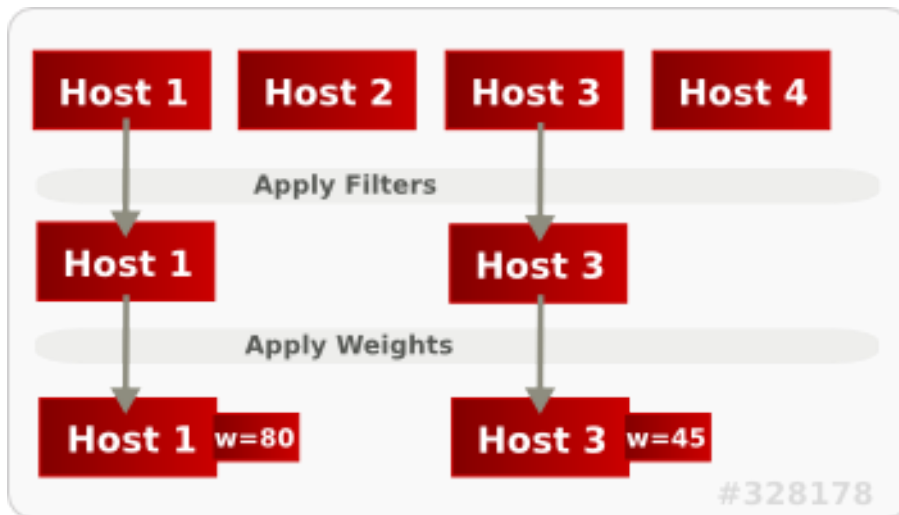 Host 1 Host 2 Host 3 Host 4
Apply Filters
Host 1 Host 3
Apply Weights
Host 1 w=80 Host 3 w=45
#328178